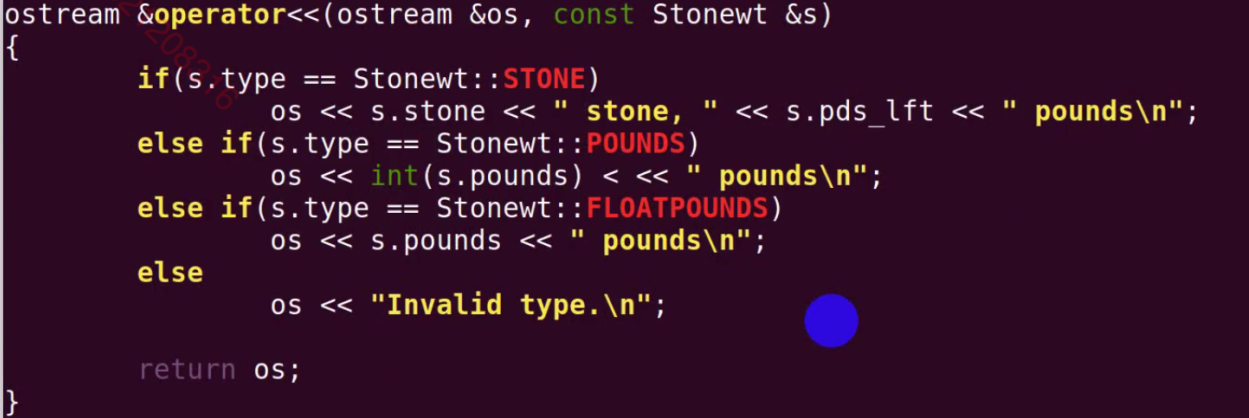 ostream &operator<<(ostream &os, const Stonewt &s)
{
        if(s.type == Stonewt::STONE)
                os << s.stone << " stone, " << s.pds_lft << " pounds\n";
        else if(s.type == Stonewt::POUNDS)
                os << int(s.pounds) < << " pounds\n";
        else if(s.type == Stonewt::FLOATPOUNDS)
                os << s.pounds << " pounds\n";
        else
                os << "Invalid type.\n";

        return os;
}